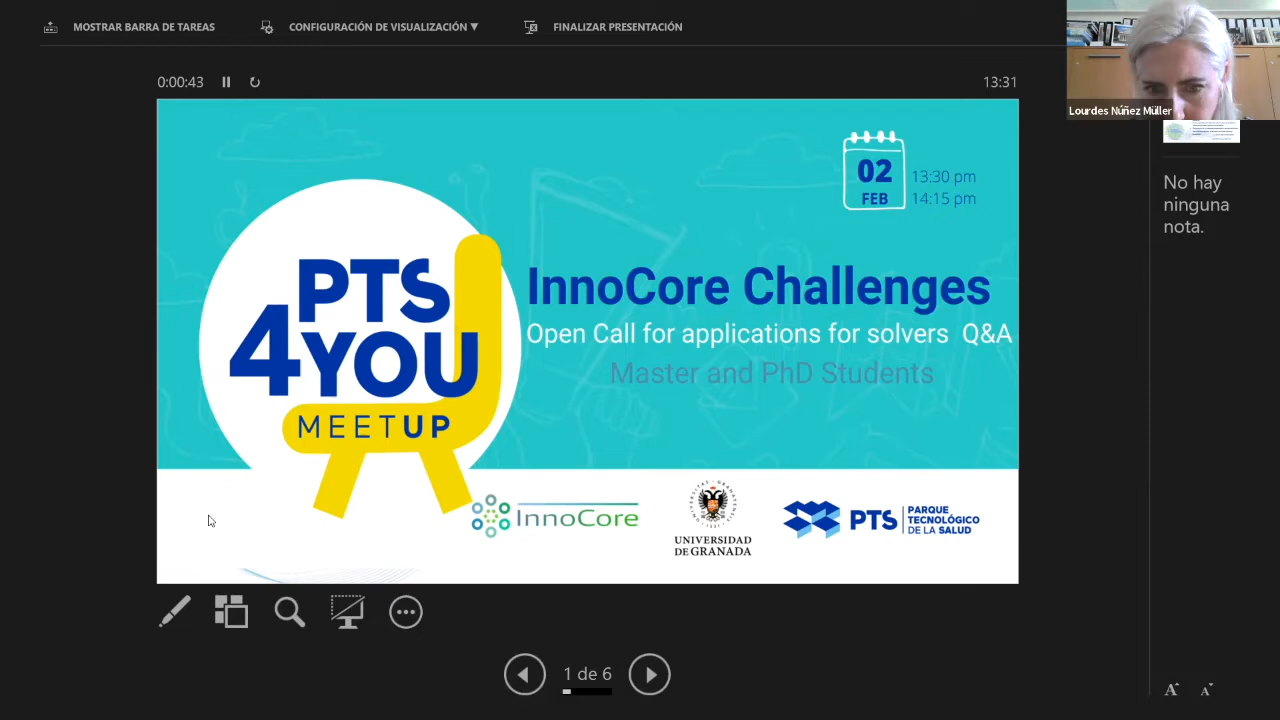 MOSTRAR BARRA DE TAREAS
CONFIGURACIÓN DE VISUALIZACIÓN ▼
FINALIZAR PRESENTACIÓN
0:00:43
13:31
Lourdes Núñez Müller
No hay
ninguna
nota.
02
FEB
13:30 pm
14:15 pm
PTS
4YOU
MEETUP
InnoCore Challenges
Open Call for applications for solvers Q&A
Master and PhD Students
InnoCore
UNIVERSIDAD
DE GRANADA
PTS
PARQUE
TECNOLÓGICO
DE LA SALUD
1 de 6
A
A